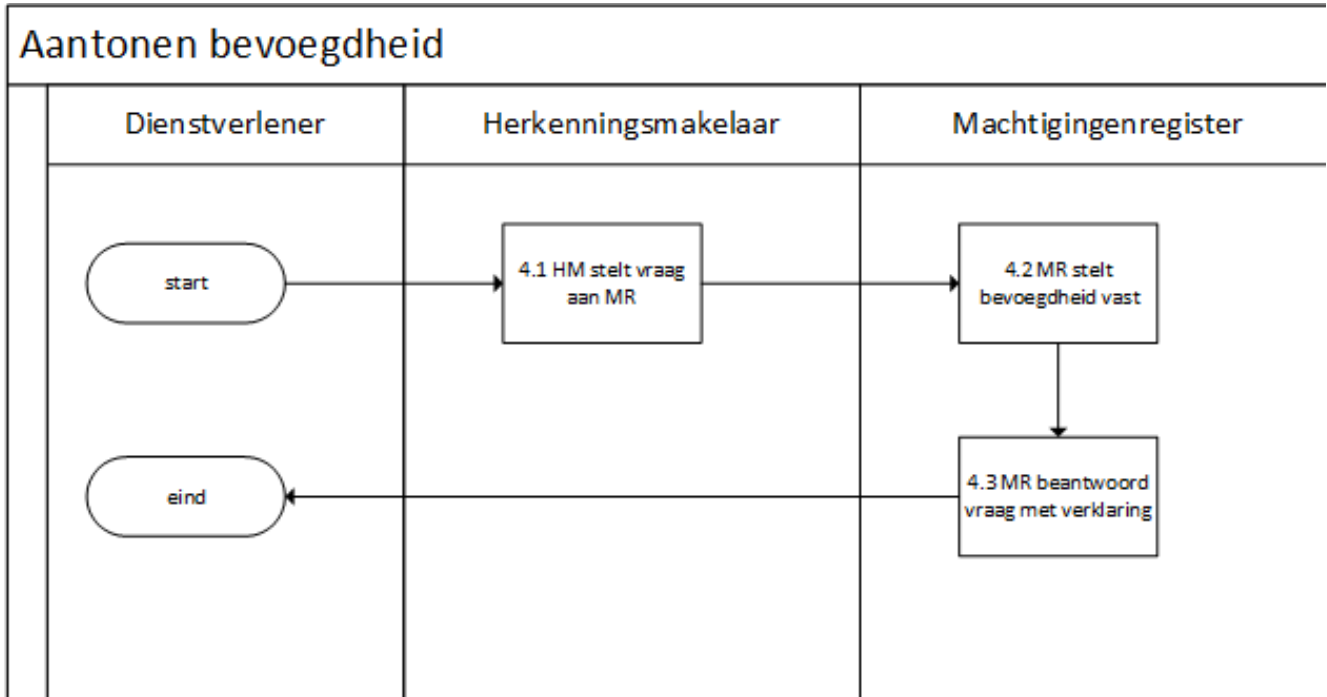 Aantonen bevoegdheid
Dienstverlener
Herkenningsmakelaar
Machtigingenregister
start
4.1 HM stelt vraag
aan MR
4.2 MR stelt
bevoegdheid vast
eind
4.3 MR beantwoord
vraag met verklaring